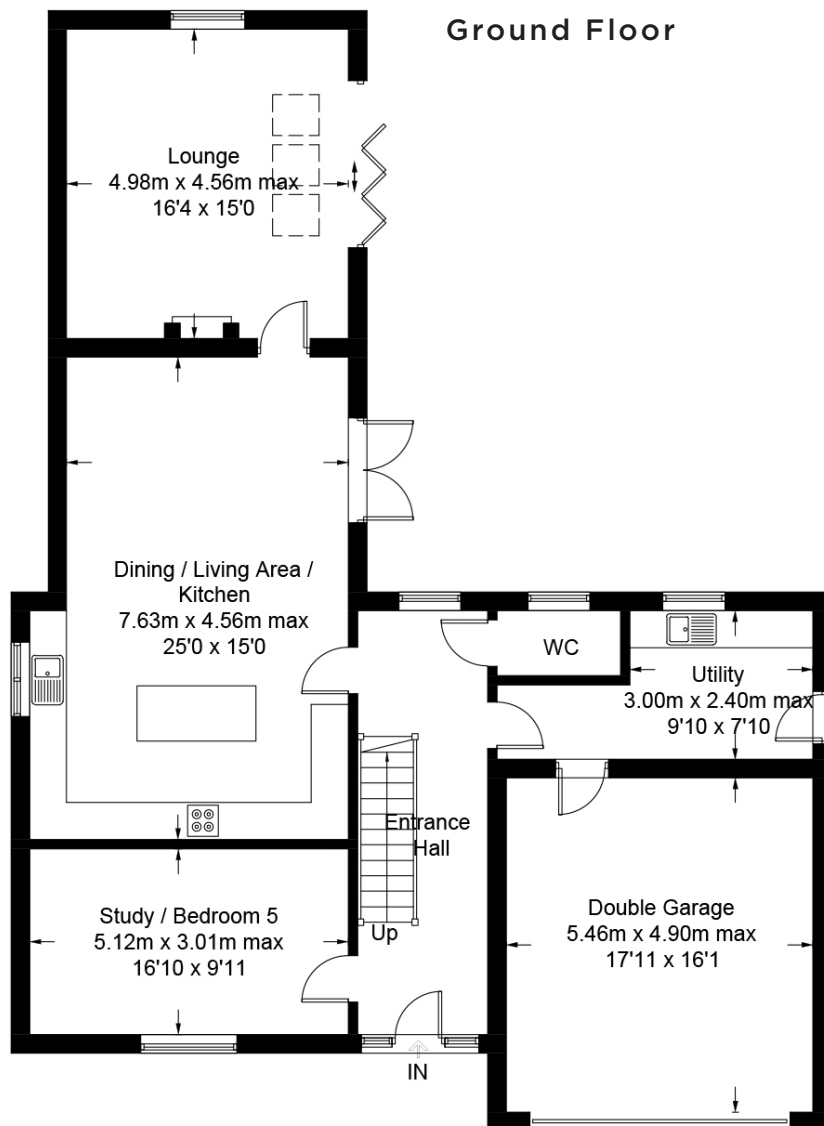 Ground Floor
Lounge
4.98m x 4.56m max
16'4 x 15'0
Dining / Living Area /
Kitchen
7.63m x 4.56m max
25'0 x 15'0
WC
Utility
3.00m x 2.40m max
9'10 x 7'10
Entrance
Hall
Up
Study / Bedroom 5
5.12m x 3.01m max
16'10 x 9'11
Double Garage
5.46m x 4.90m max
17'11 x 16'1
IN